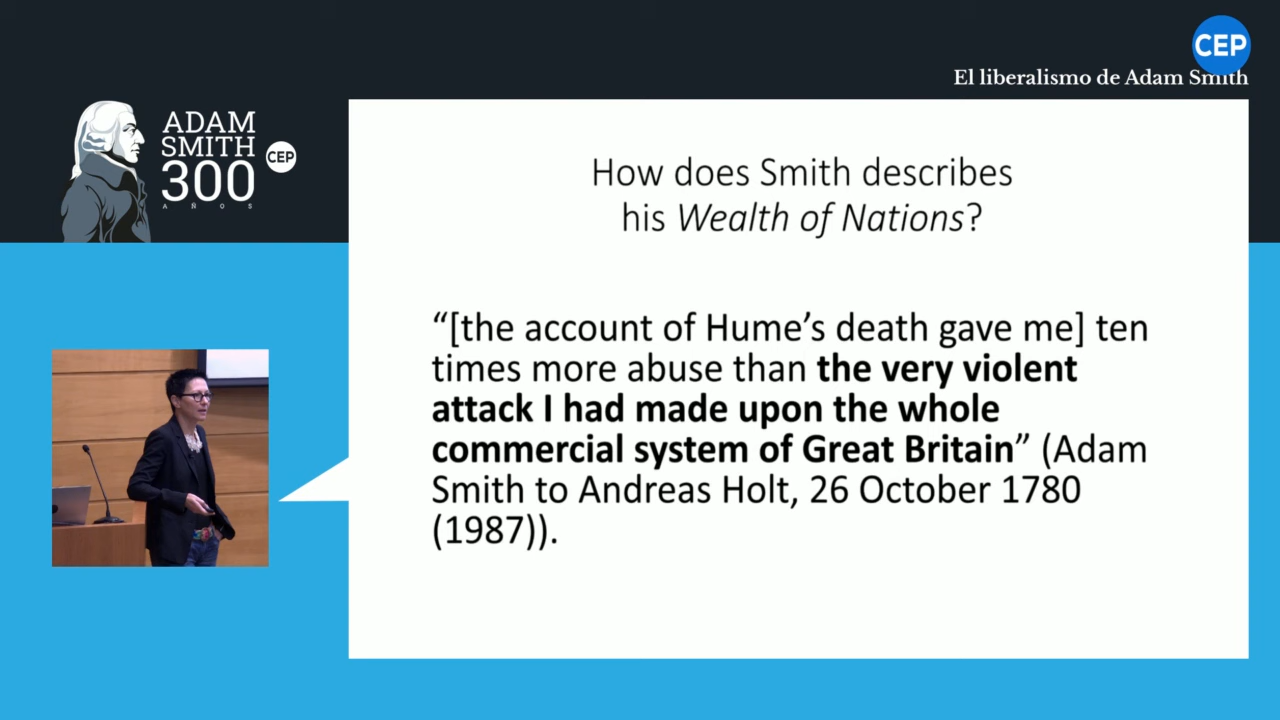 CEP
El liberalismo de Adam Smith
ADAM
SMITH
300
AÑOS
CEP
How does Smith describes
his Wealth of Nations?
“[the account of Hume’s death gave me] ten
times more abuse than the very violent
attack I had made upon the whole
commercial system of Great Britain” (Adam
Smith to Andreas Holt, 26 October 1780
(1987)).